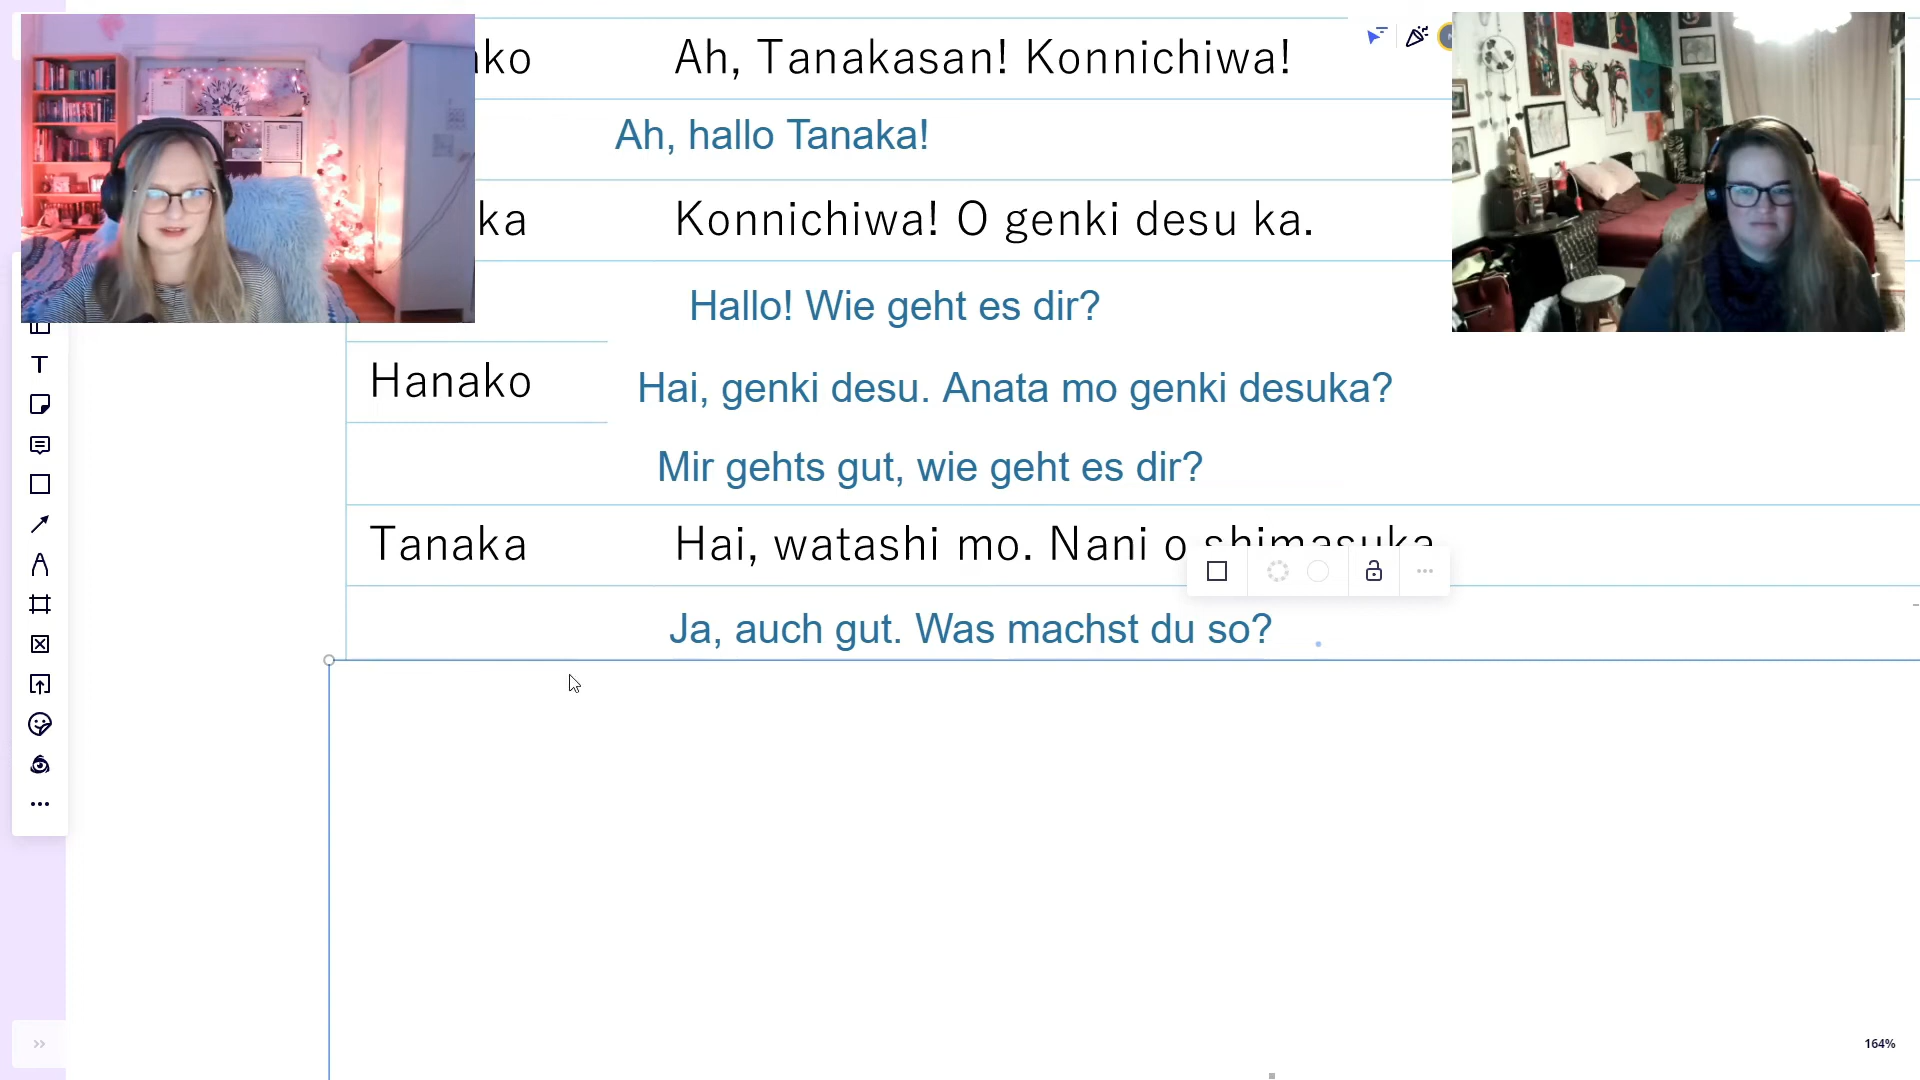 ko Ah, Tanakasan! Konnichiwa!
Ah, hallo Tanaka!
ka Konnichiwa! O genki desu ka.
Hallo! Wie geht es dir?
Hanako Hai, genki desu. Anata mo genki desuka?
Mir gehts gut, wie geht es dir?
Tanaka Hai, watashi mo. Nani o shimasuka
Ja, auch gut. Was machst du so?
164%